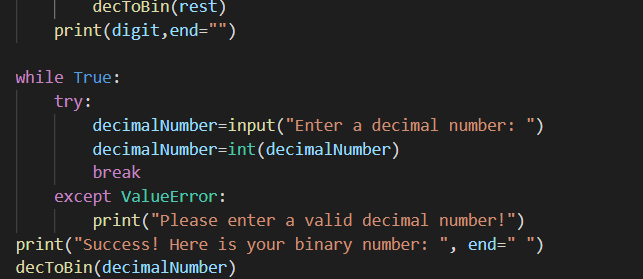 decToBin(rest)
    print(digit,end="")

while True:
    try:
        decimalNumber=input("Enter a decimal number: ")
        decimalNumber=int(decimalNumber)
        break
    except ValueError:
        print("Please enter a valid decimal number!")
print("Success! Here is your binary number: ", end=" ")
decToBin(decimalNumber)